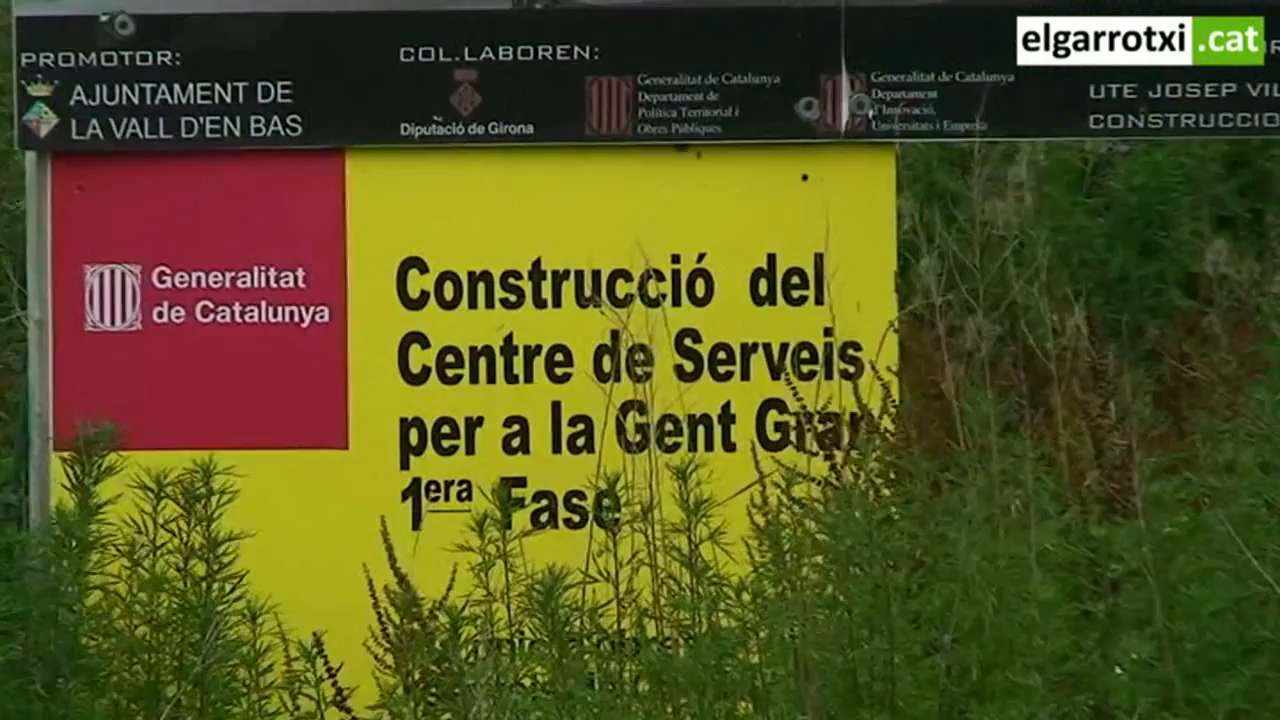 elgarrotxi.cat
PROMOTOR:
AJUNTAMENT DE
LA VALL D'EN BAS
COL.LABOREN:
Diputació de Girona
Generalitat de Catalunya
Departament de
Política Territorial i
Obres Públiques
Generalitat de Catalunya
Departament
d'Innovació,
Universitats i Empresa
UTE JOSEP VIL
CONSTRUCCIO
Generalitat
de Catalunya
Construcció del
Centre de Serveis
per a la Gent Gran
1era Fase